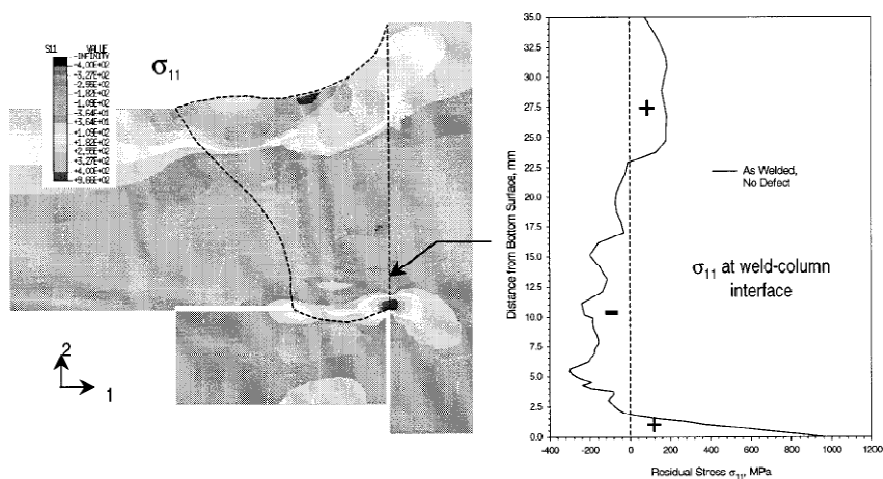 S11 VALUE
-INFINITY
-4.00E+02
-3.27E+02
-2.55E+02
-1.82E+02
-1.09E+02
-3.64E+01
+3.64E+01
+1.09E+02
+1.82E+02
+2.55E+02
+3.27E+02
+4.00E+02
σ11
2
1
35.0
32.5
30.0
27.5
25.0
22.5
20.0
17.5
15.0
12.5
10.0
7.5
5.0
2.5
0.0
Distance from Bottom Surface, mm
+
As Welded,
No Defect
σ11 at weld-column
interface
-
+
-400 -200 0 200 400 600 800 1000 1200
Residual Stress σ11, MPa